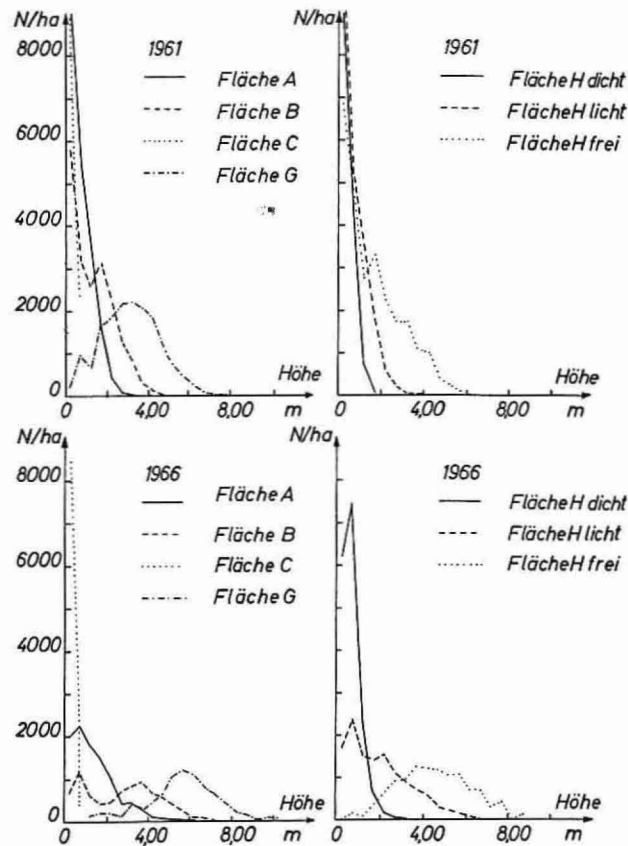 N/ha
8000
6000
4000
2000
0
1961
Fläche A
Fläche B
Fläche C
Fläche G
Höhe
0 4,00 8,00 m
N/ha
1961
Fläche H dicht
Fläche H licht
Fläche H frei
Höhe
0 4,00 8,00 m
N/ha
8000
6000
4000
2000
0
1966
Fläche A
Fläche B
Fläche C
Fläche G
Höhe
0 4,00 8,00 m
N/ha
1966
Fläche H dicht
Fläche H licht
Fläche H frei
Höhe
0 4,00 8,00 m